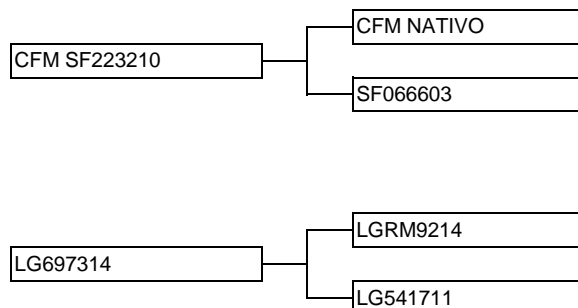 CFM NATIVO
CFM SF223210
SF066603
LGRM9214
LG697314
LG541711